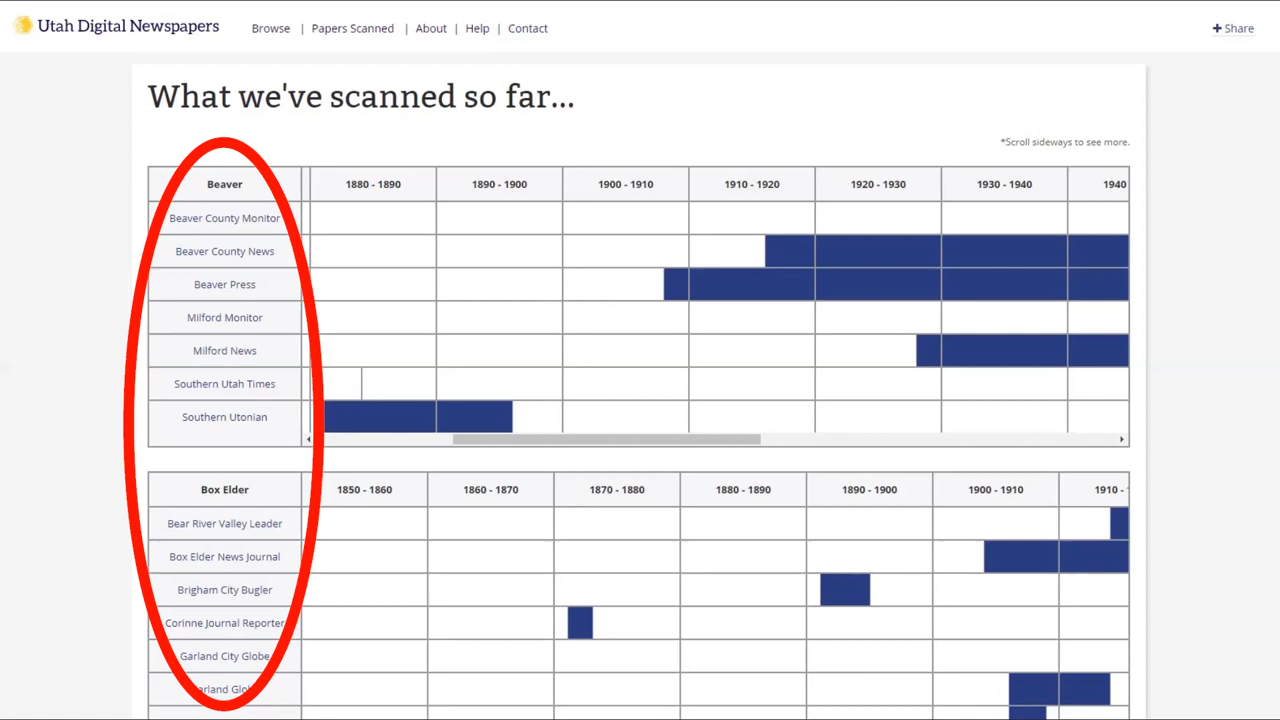 Utah Digital Newspapers Browse | Papers Scanned | About | Help | Contact Share
What we've scanned so far...
*Scroll sideways to see more.
Beaver 1880 - 1890 1890 - 1900 1900 - 1910 1910 - 1920 1920 - 1930 1930 - 1940 1940
Beaver County Monitor
Beaver County News
Beaver Press
Milford Monitor
Milford News
Southern Utah Times
Southern Utonian
Box Elder 1850 - 1860 1860 - 1870 1870 - 1880 1880 - 1890 1890 - 1900 1900 - 1910 1910 -
Bear River Valley Leader
Box Elder News Journal
Brigham City Bugler
Corinne Journal Reporter
Garland City Globe